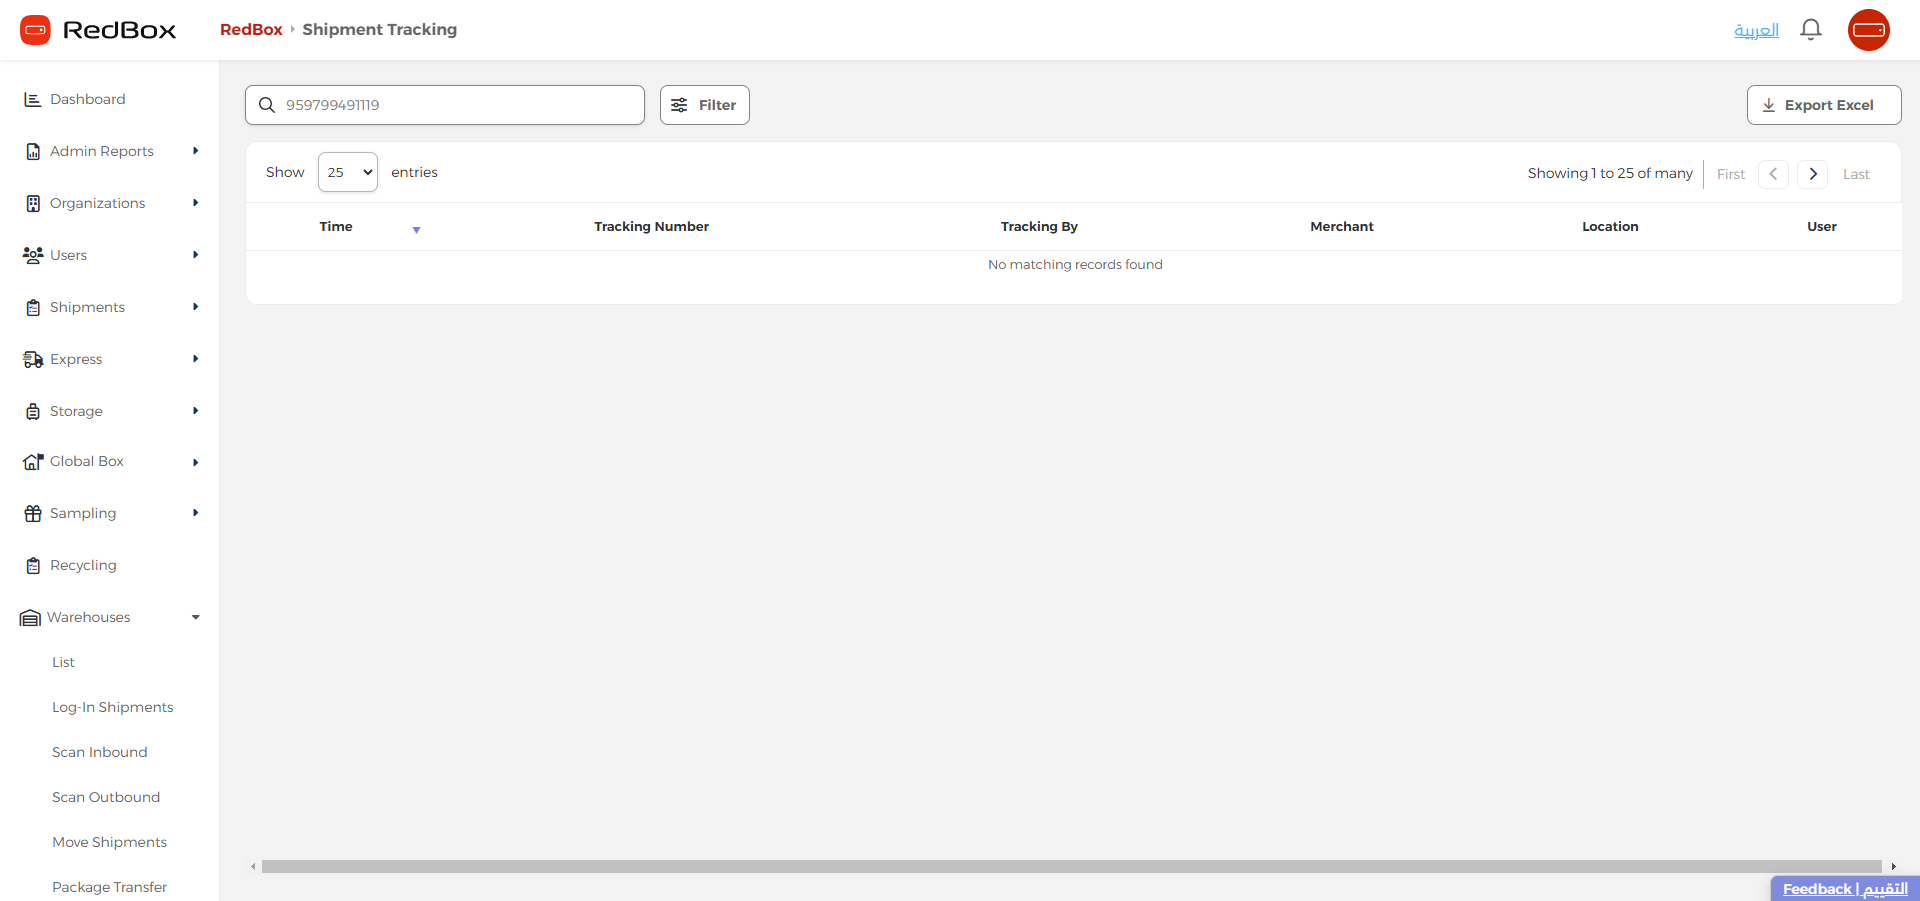 RedBox
RedBox Shipment Tracking
العربية
Dashboard
Admin Reports
Organizations
Users
Shipments
Express
Storage
Global Box
Sampling
Recycling
Warehouses
List
Log-In Shipments
Scan Inbound
Scan Outbound
Move Shipments
Package Transfer
959799491119
Filter
Export Excel
Show 25 entries
Showing 1 to 25 of many First Last
Time Tracking Number Tracking By Merchant Location User
No matching records found
Feedback | التقييم